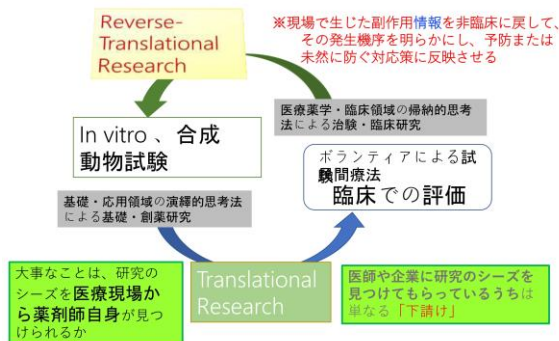 Reverse-
Translational
Research
※現場で生じた副作用情報を非臨床に戻して、
その発生機序を明らかにし、予防または
未然に防ぐ対応策に反映させる
医療薬学・臨床領域の帰納的思考
法による治験・臨床研究
In vitro 、合成
動物試験
ボランティアによる試
験間療法
臨床での評価
基礎・応用領域の演繹的思考法
による基礎・創薬研究
大事なことは、研究の
シーズを医療現場か
ら薬剤師自身が見つ
けられるか
Translational
Research
医師や企業に研究のシーズを
見つけてもらっているうちは
単なる「下請け」